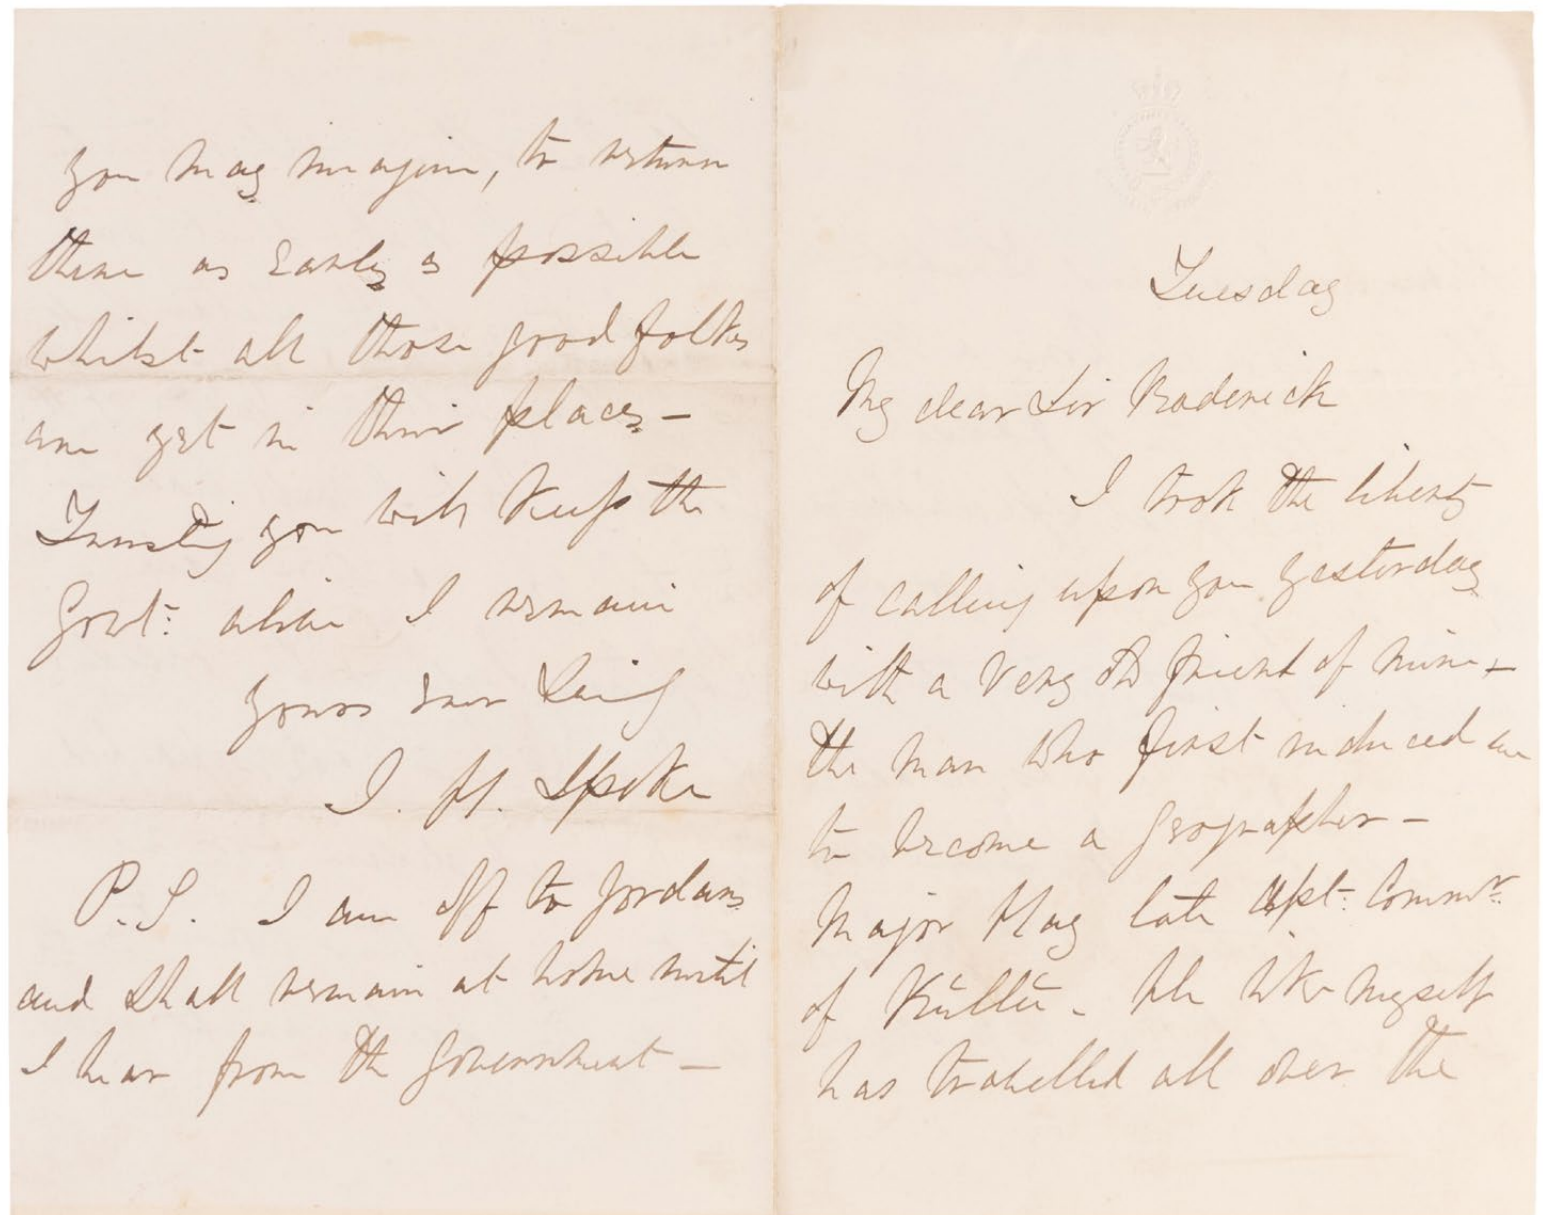 Tuesday
My dear Sir Roderick
I took the liberty
of calling upon you yesterday
with a very old friend of mine –
the man who first induced me
to become a geographer –
Major Hay late Asst: Commr:
of Kúllú – He like myself
has travelled all over the
you may imagine, to return
there as early as possible
whilst all those good folks
are yet in their places –
Trusting you will keep the
Govt: alive I remain
yours ever
J. H. Speke
P.S. I am off to Jordans
and shall remain at home until
I hear from the Government –